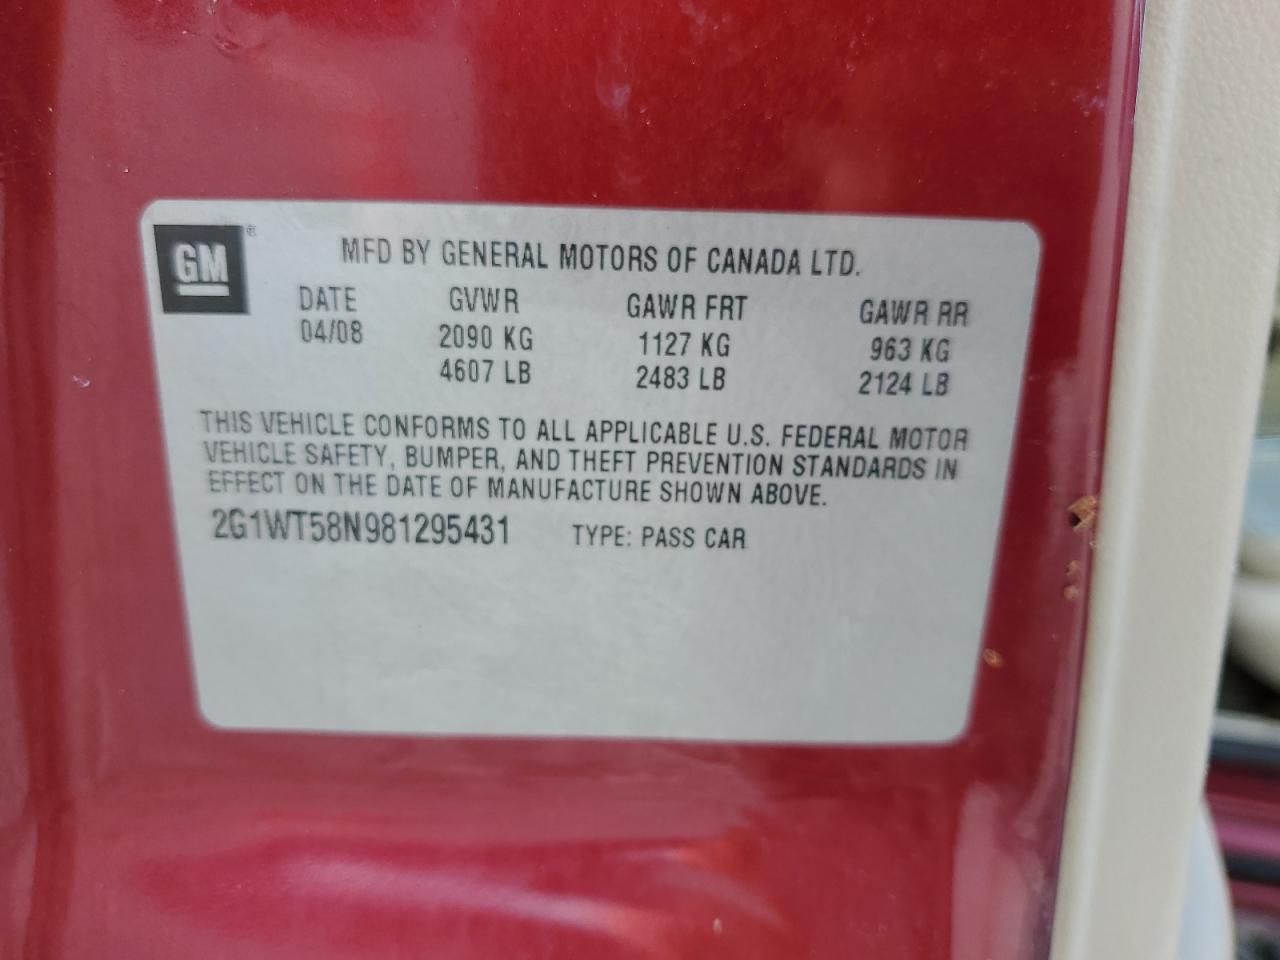 GM®
MFD BY GENERAL MOTORS OF CANADA LTD.
DATE GVWR GAWR FRT GAWR RR
04/08 2090 KG 1127 KG 963 KG
4607 LB 2483 LB 2124 LB
THIS VEHICLE CONFORMS TO ALL APPLICABLE U.S. FEDERAL MOTOR
VEHICLE SAFETY, BUMPER, AND THEFT PREVENTION STANDARDS IN
EFFECT ON THE DATE OF MANUFACTURE SHOWN ABOVE.
2G1WT58N981295431 TYPE: PASS CAR